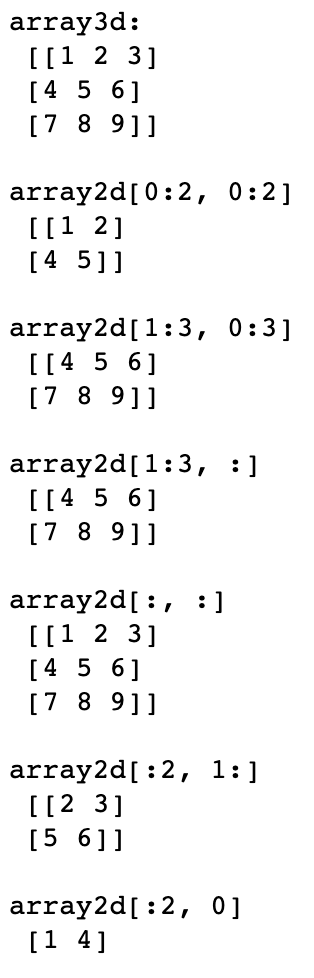 array3d:
[[1 2 3]
[4 5 6]
[7 8 9]]
array2d[0:2, 0:2]
[[1 2]
[4 5]]
array2d[1:3, 0:3]
[[4 5 6]
[7 8 9]]
array2d[1:3, :]
[[4 5 6]
[7 8 9]]
array2d[:, :]
[[1 2 3]
[4 5 6]
[7 8 9]]
array2d[:2, 1:]
[[2 3]
[5 6]]
array2d[:2, 0]
[1 4]